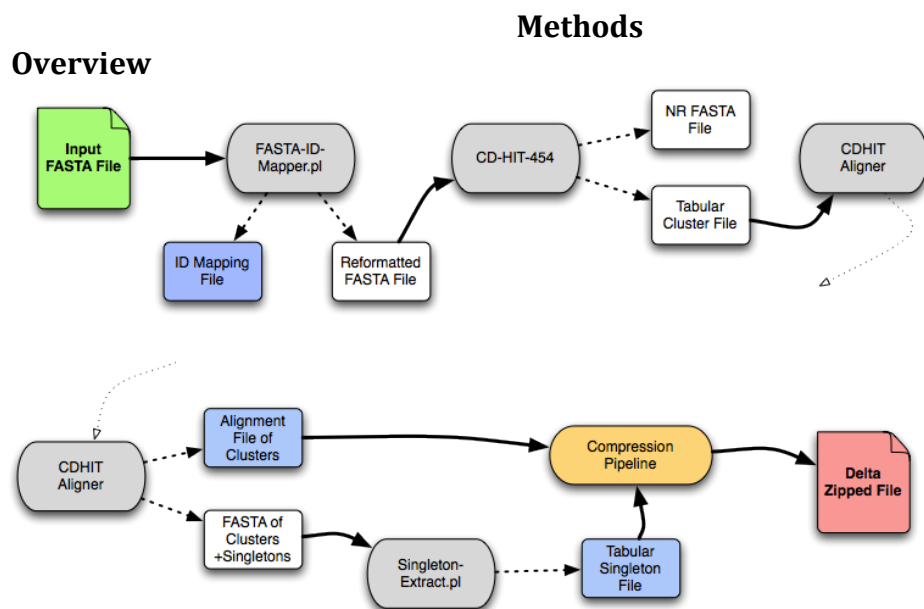 Methods
Overview
Input
FASTA File
FASTA-ID-
Mapper.pl
ID Mapping
File
Reformatted
FASTA File
CD-HIT-454
NR FASTA
File
Tabular
Cluster File
CDHIT
Aligner
CDHIT
Aligner
Alignment
File of
Clusters
FASTA of
Clusters
+Singletons
Singleton-
Extract.pl
Tabular
Singleton
File
Compression
Pipeline
Delta
Zipped File